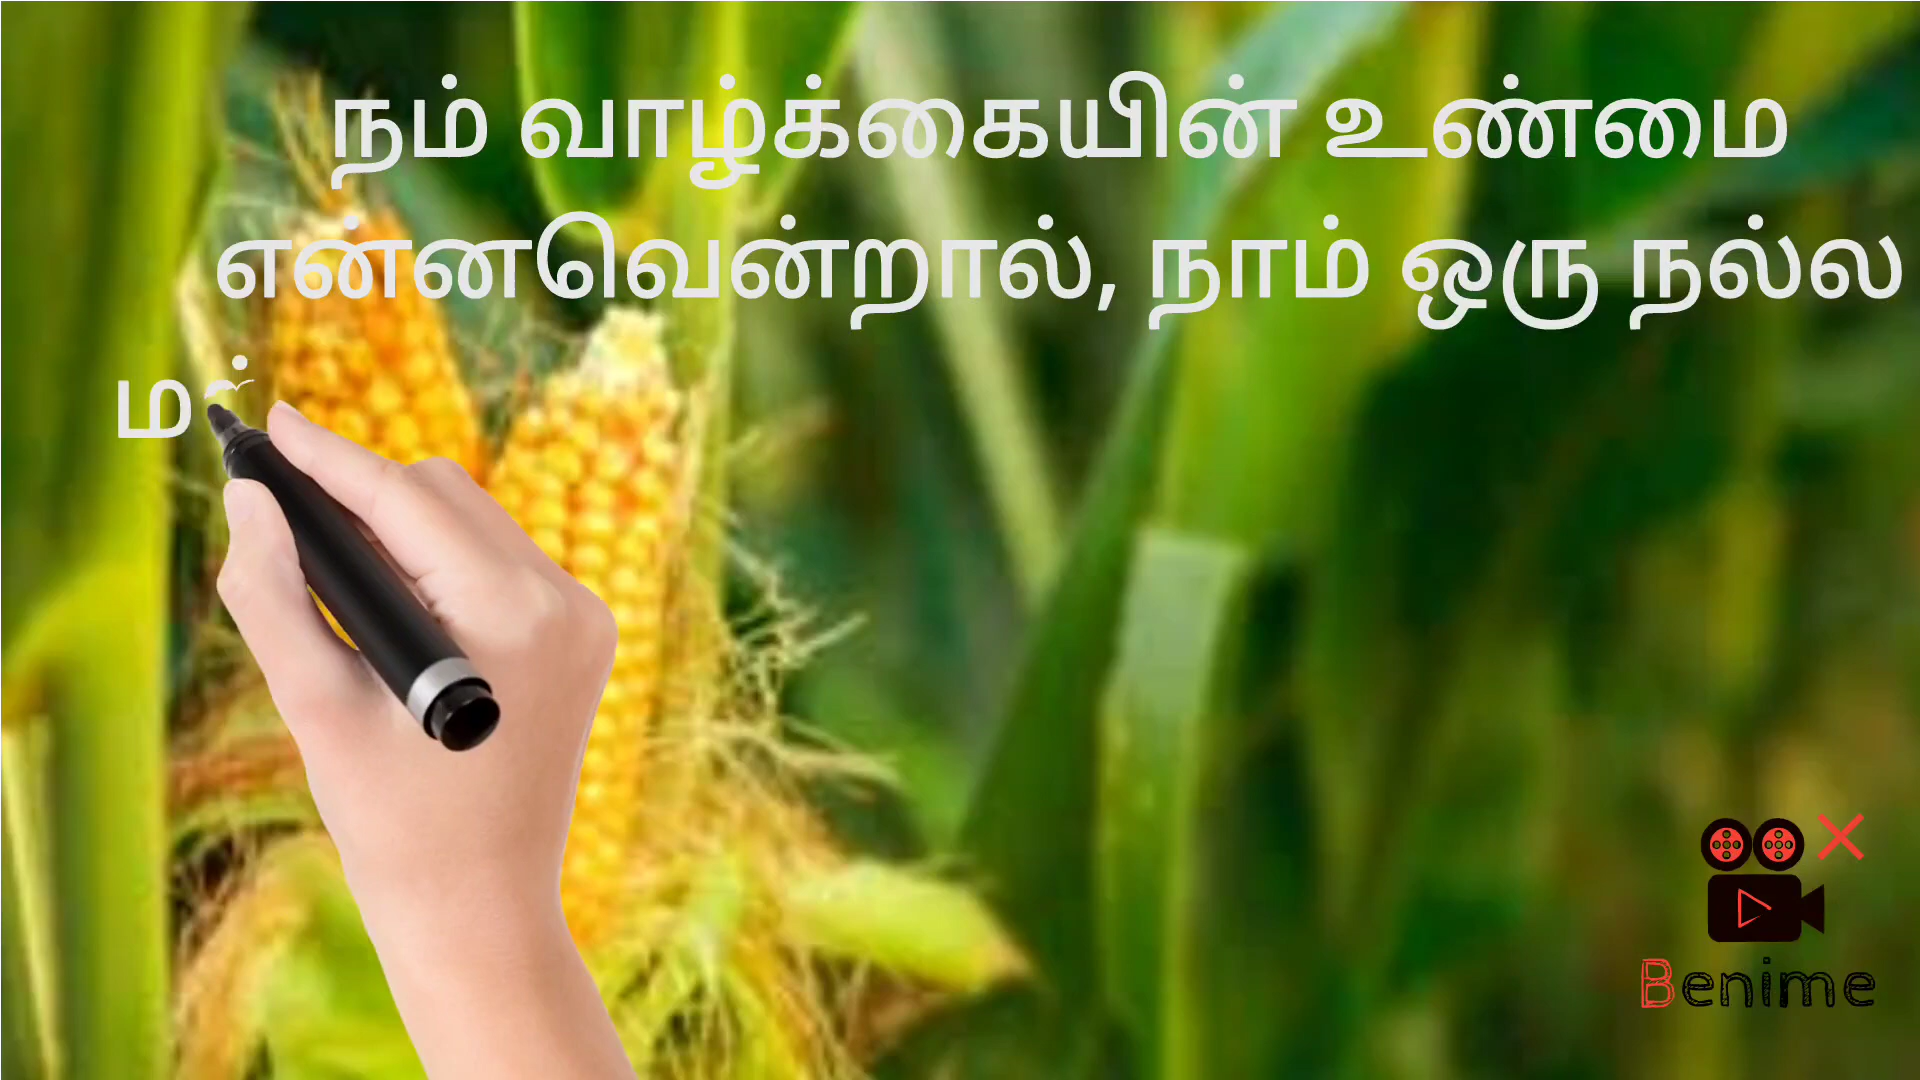 நம் வாழ்க்கையின் உண்மை
என்னவென்றால், நாம் ஒரு நல்ல
Benime